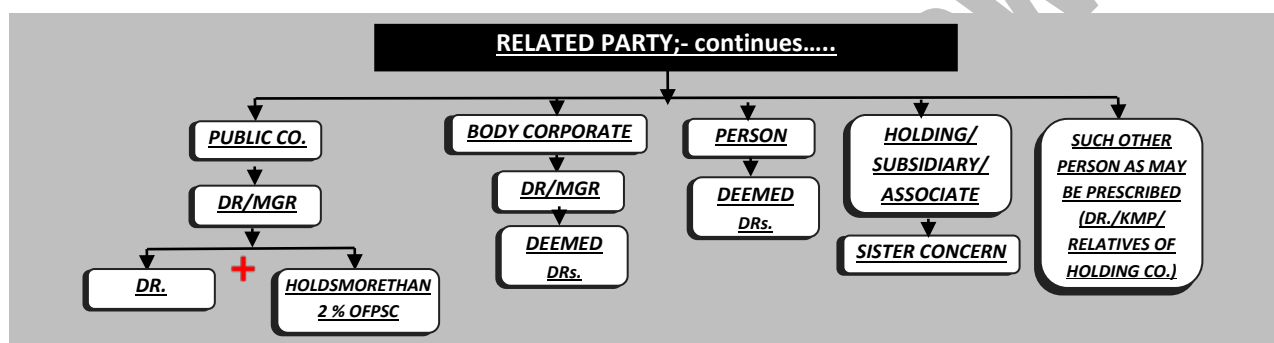 RELATED PARTY;- continues.....
PUBLIC CO.
DR/MGR
DR.
+
HOLDSMORETHAN
2 % OFPSC
BODY CORPORATE
DR/MGR
DEEMED
DRs.
PERSON
DEEMED
DRs.
HOLDING/
SUBSIDIARY/
ASSOCIATE
SISTER CONCERN
SUCH OTHER
PERSON AS MAY
BE PRESCRIBED
(DR./KMP/
RELATIVES OF
HOLDING CO.)